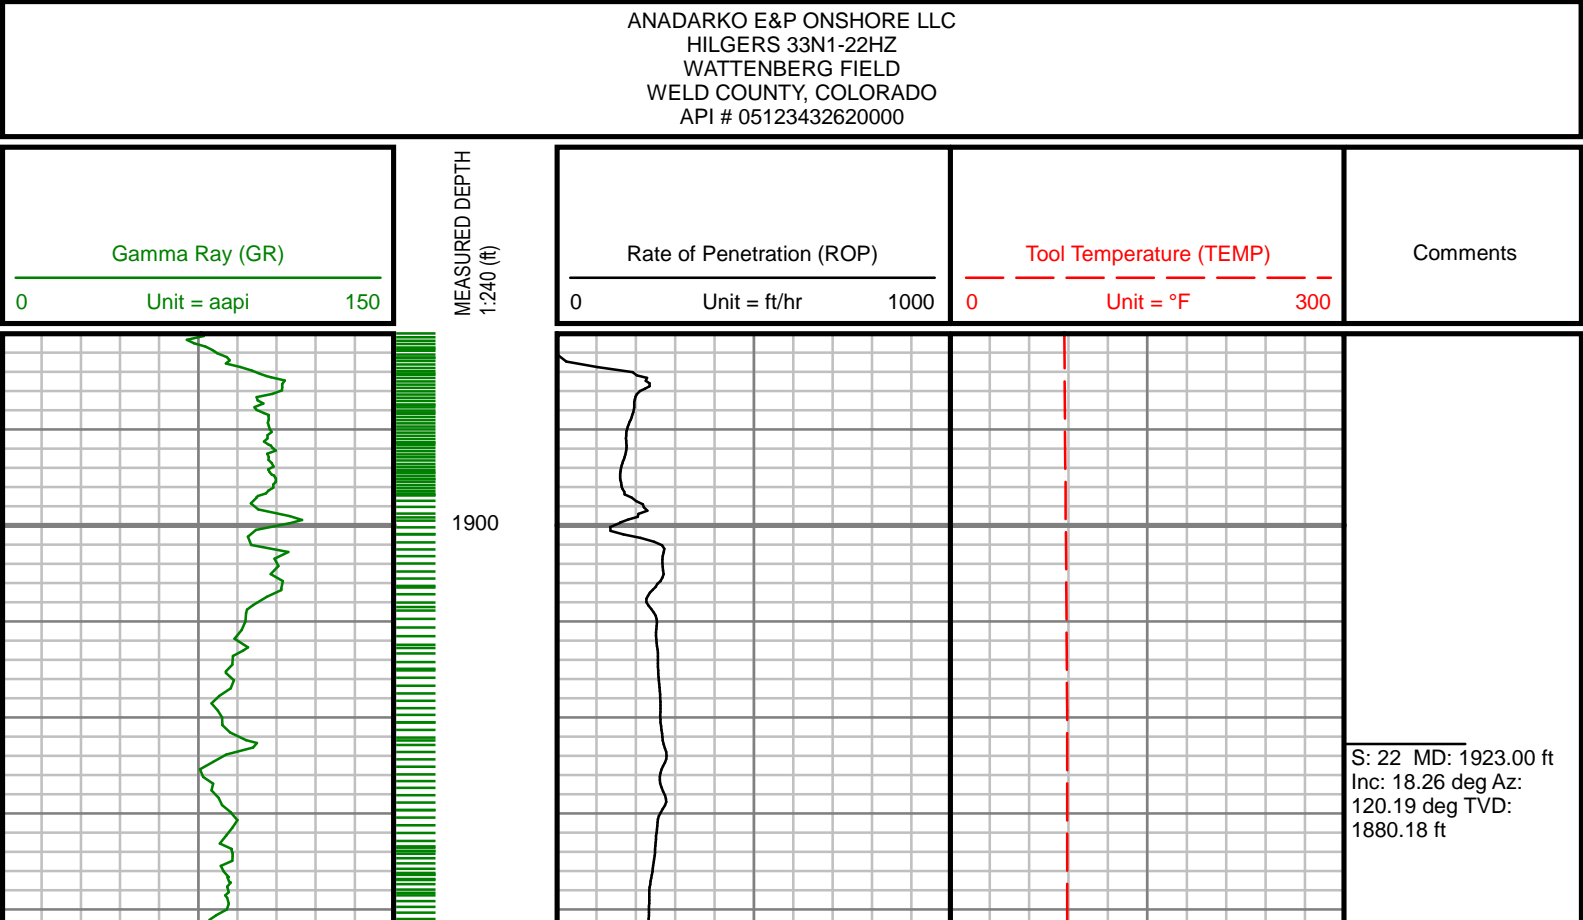 ANADARKO E&P ONSHORE LLC
HILGERS 33N1-22HZ
WATTENBERG FIELD
WELD COUNTY, COLORADO
API # 05123432620000
Gamma Ray (GR)
0 Unit = aapi 150
MEASURED DEPTH
1:240 (ft)
Rate of Penetration (ROP)
0 Unit = ft/hr 1000
Tool Temperature (TEMP)
0 Unit = °F 300
Comments
1900
S: 22 MD: 1923.00 ft
Inc: 18.26 deg Az:
120.19 deg TVD:
1880.18 ft